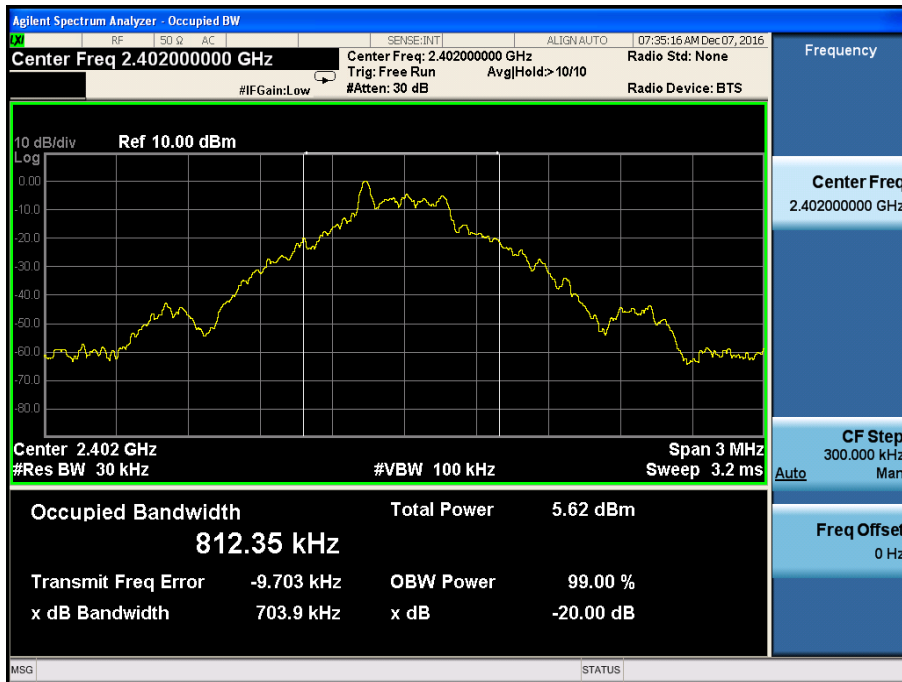 Agilent Spectrum Analyzer - Occupied BW
LXI RF 50 Ω AC SENSE:INT ALIGN AUTO 07:35:16 AM Dec 07, 2016
Center Freq 2.402000000 GHz
Center Freq: 2.402000000 GHz
Radio Std: None
Trig: Free Run Avg|Hold:>10/10
#IFGain:Low
#Atten: 30 dB
Radio Device: BTS
10 dB/div Ref 10.00 dBm
Log
0.00
-10.0
-20.0
-30.0
-40.0
-50.0
-60.0
-70.0
-80.0
Center 2.402 GHz Span 3 MHz
#Res BW 30 kHz #VBW 100 kHz Sweep 3.2 ms
Occupied Bandwidth Total Power 5.62 dBm
812.35 kHz
Transmit Freq Error -9.703 kHz OBW Power 99.00 %
x dB Bandwidth 703.9 kHz x dB -20.00 dB
MSG STATUS
Frequency
Center Freq
2.402000000 GHz
CF Step
300.000 kHz
Auto Man
Freq Offset
0 Hz